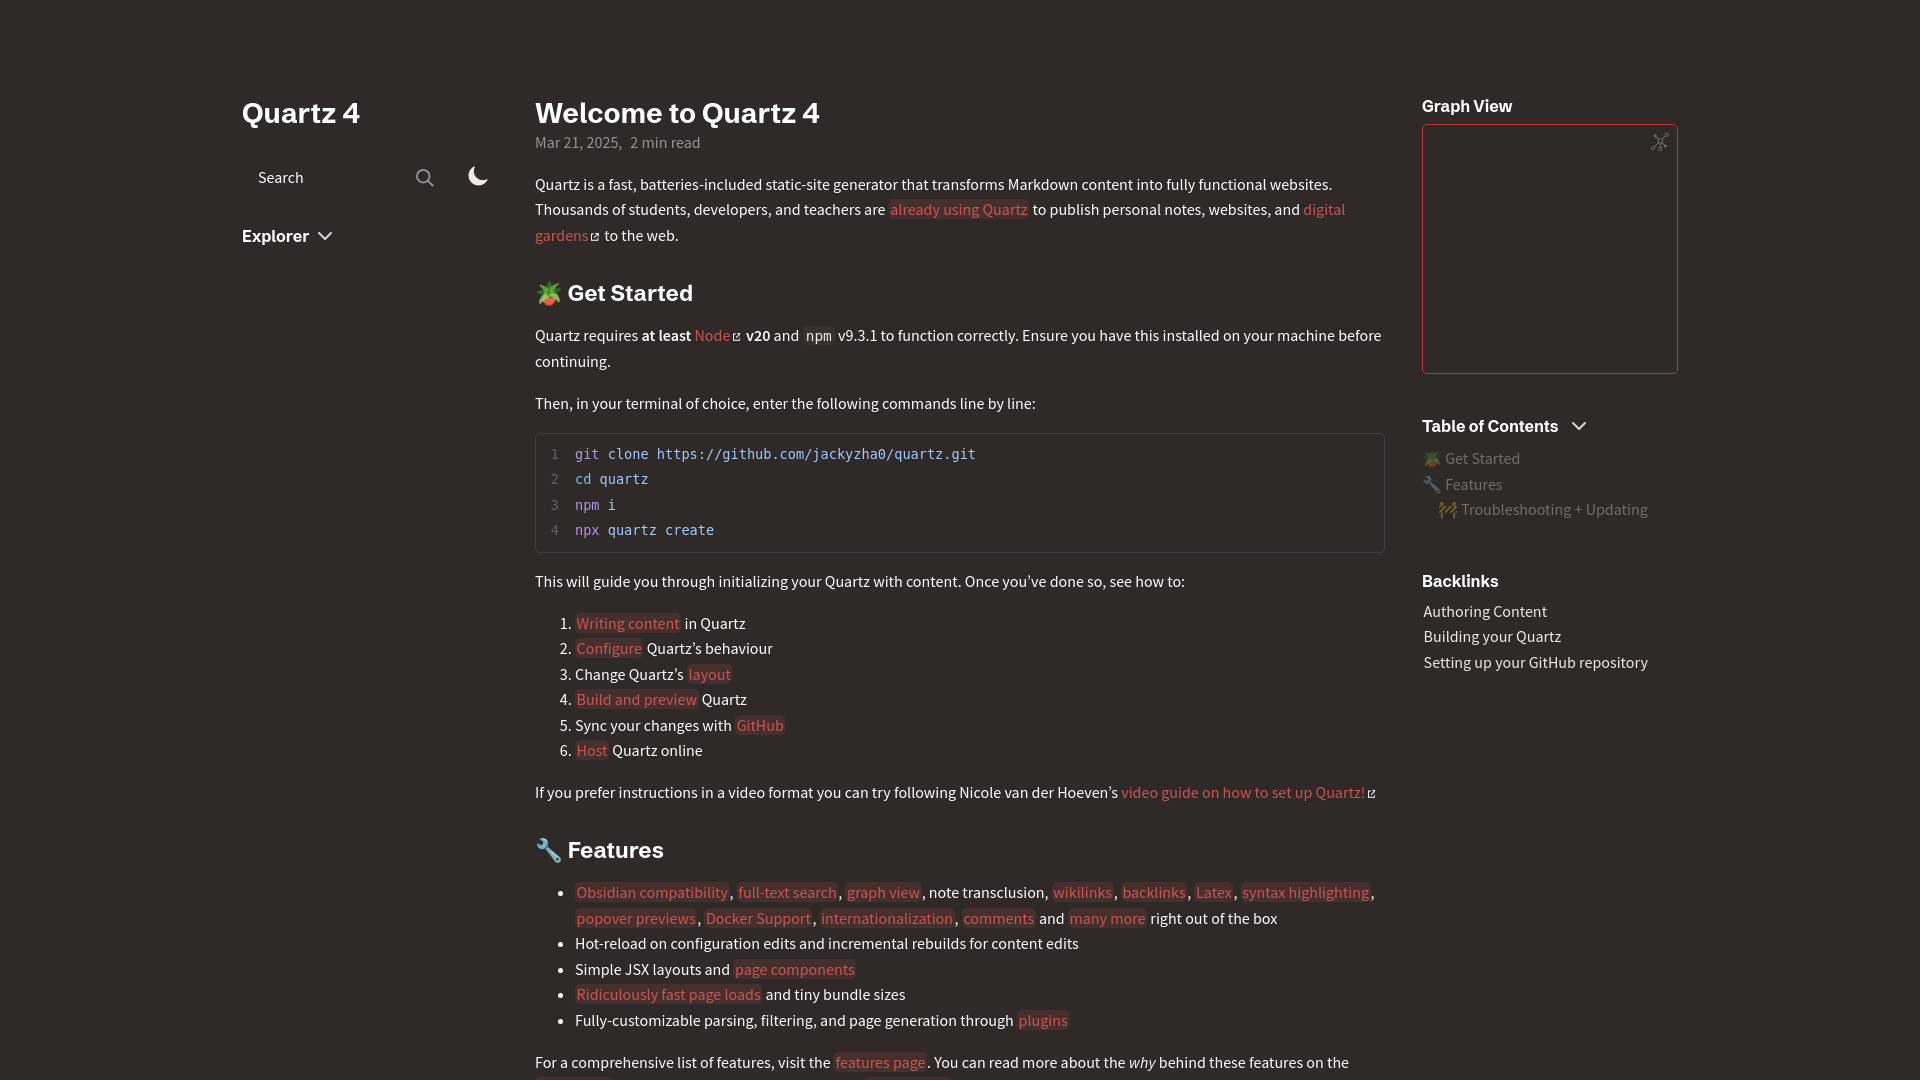 Quartz 4
Search
Explorer
Welcome to Quartz 4
Mar 21, 2025, 2 min read
Quartz is a fast, batteries-included static-site generator that transforms Markdown content into fully functional websites.
Thousands of students, developers, and teachers are already using Quartz to publish personal notes, websites, and digital
gardens to the web.
🪴 Get Started
Quartz requires at least Node v20 and npm v9.3.1 to function correctly. Ensure you have this installed on your machine before
continuing.
Then, in your terminal of choice, enter the following commands line by line:
1 git clone https://github.com/jackyzha0/quartz.git
2 cd quartz
3 npm i
4 npx quartz create
This will guide you through initializing your Quartz with content. Once you’ve done so, see how to:
1. Writing content in Quartz
2. Configure Quartz’s behaviour
3. Change Quartz’s layout
4. Build and preview Quartz
5. Sync your changes with GitHub
6. Host Quartz online
If you prefer instructions in a video format you can try following Nicole van der Hoeven’s video guide on how to set up Quartz!
🔧 Features
• Obsidian compatibility, full-text search, graph view, note transclusion, wikilinks, backlinks, Latex, syntax highlighting,
popover previews, Docker Support, internationalization, comments and many more right out of the box
• Hot-reload on configuration edits and incremental rebuilds for content edits
• Simple JSX layouts and page components
• Ridiculously fast page loads and tiny bundle sizes
• Fully-customizable parsing, filtering, and page generation through plugins
For a comprehensive list of features, visit the features page. You can read more about the why behind these features on the
Graph View
Table of Contents
🪴 Get Started
🔧 Features
🚧 Troubleshooting + Updating
Backlinks
Authoring Content
Building your Quartz
Setting up your GitHub repository